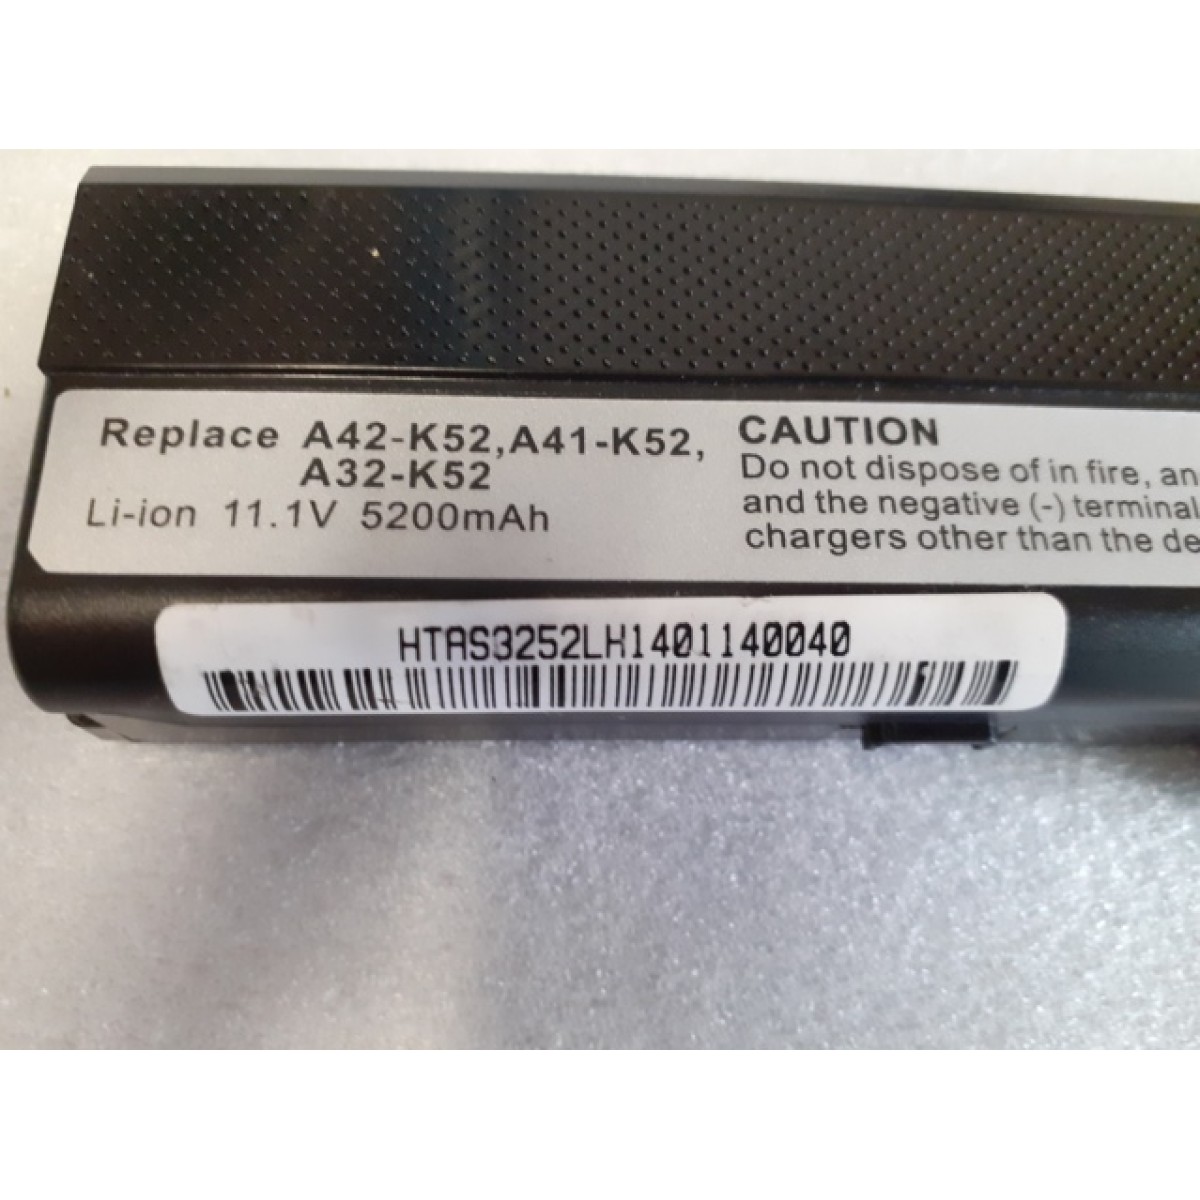 Replace A42-K52,A41-K52,
A32-K52
Li-ion 11.1V 5200mAh
CAUTION
Do not dispose of in fire, an
and the negative (-) terminal
chargers other than the de
HTAS3252LH1401140040